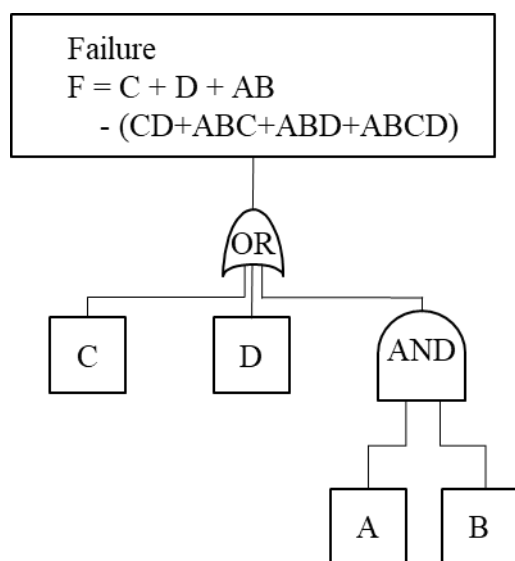 Failure
F = C + D + AB
- (CD+ABC+ABD+ABCD)
OR
C
D
AND
A
B